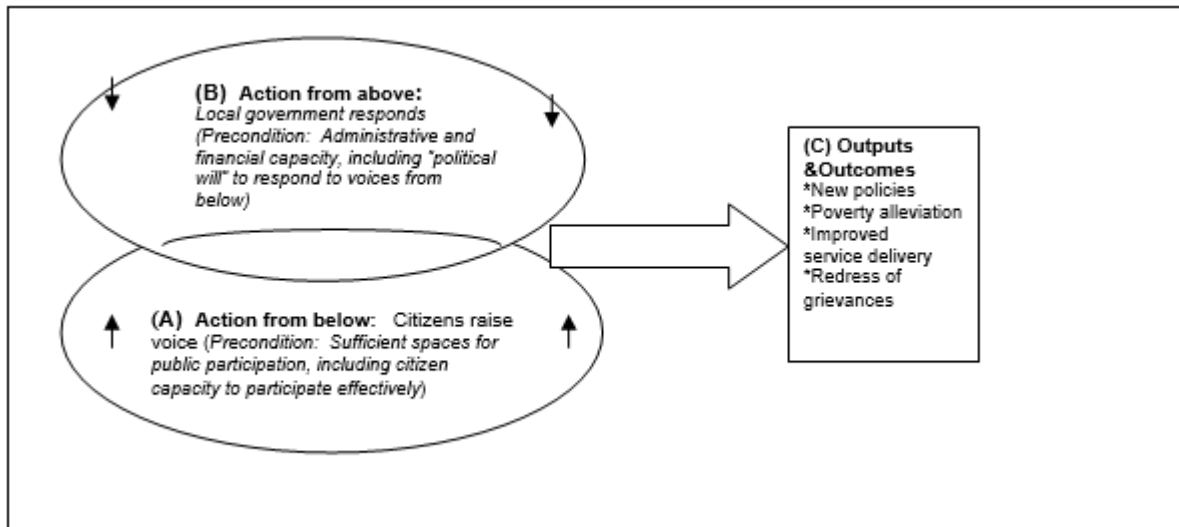 (B) Action from above:
Local government responds
(Precondition: Administrative and
financial capacity, including "political
will" to respond to voices from
below)
(A) Action from below: Citizens raise
voice (Precondition: Sufficient spaces for
public participation, including citizen
capacity to participate effectively)
(C) Outputs
&Outcomes
*New policies
*Poverty alleviation
*Improved
service delivery
*Redress of
grievances